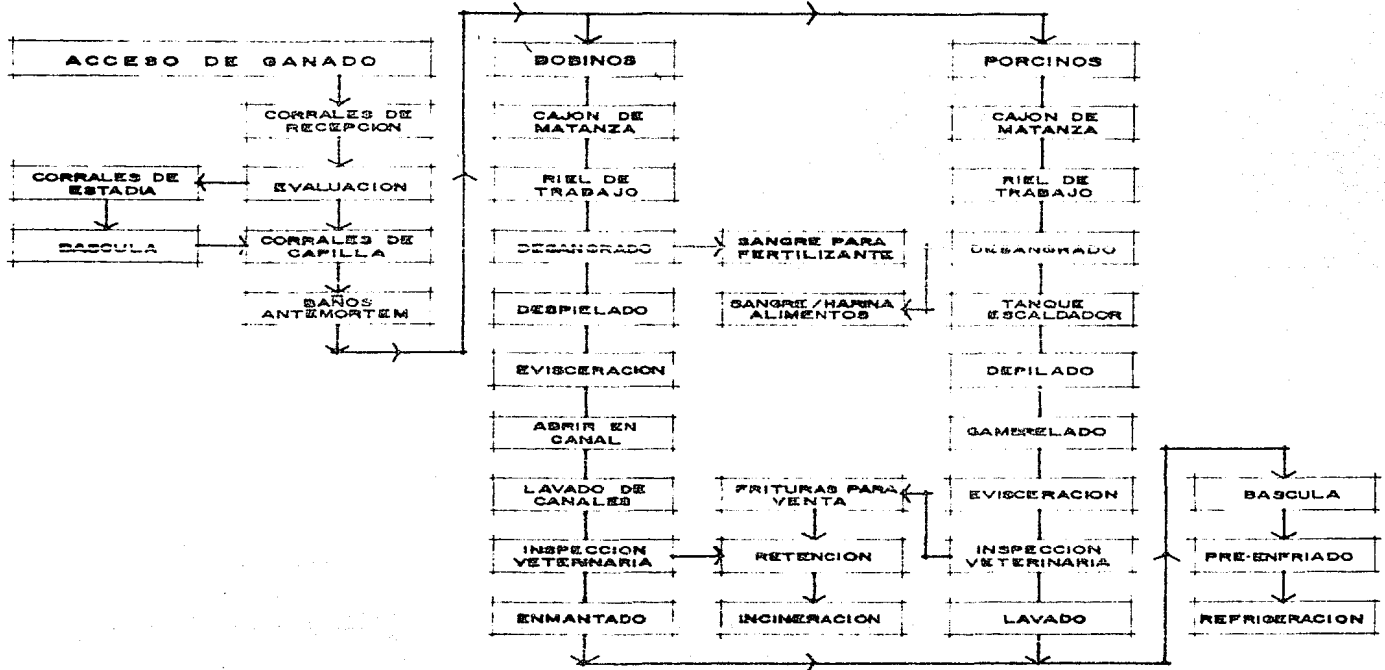 ACCESO DE GANADO
CORRALES DE
RECEPCION
CORRALES DE
ESTADIA
EVALUACION
BASCULA
CORRALES DE
CAPILLA
BAÑOS
ANTEMORTEM
BOBINOS
CAJON DE
MATANZA
RIEL DE
TRABAJO
DESANGRADO
DESPIELADO
EVISCERACION
ABRIR EN
CANAL
LAVADO DE
CANALES
INSPECCION
VETERINARIA
ENMANTADO
SANGRE PARA
FERTILIZANTE
SANGRE/HARINA
ALIMENTOS
FRITURAS PARA
VENTA
RETENCION
INCINERACION
PORCINOS
CAJON DE
MATANZA
RIEL DE
TRABAJO
DESANGRADO
TANQUE
ESCALDADOR
DEPILADO
GAMBRELADO
EVISCERACION
INSPECCION
VETERINARIA
LAVADO
BASCULA
PRE-ENFRIADO
REFRIGERACION